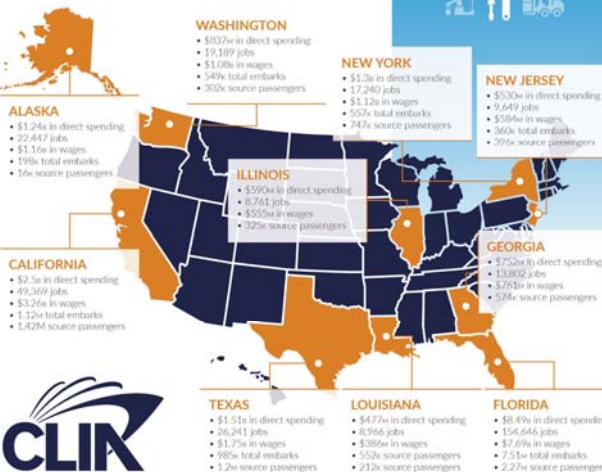 WASHINGTON
• $837M in direct spending
• 19,189 jobs
• $1.08B in wages
• 549K total embarks
• 302K source passengers
NEW YORK
• $1.3B in direct spending
• 17,240 jobs
• $1.12B in wages
• 557K total embarks
• 747K source passengers
NEW JERSEY
• $530M in direct spending
• 9,649 jobs
• $584M in wages
• 360K total embarks
• 396K source passengers
ALASKA
• $1.24B in direct spending
• 22,447 jobs
• $1.16B in wages
• 198K total embarks
• 16K source passengers
ILLINOIS
• $590M in direct spending
• 8,761 jobs
• $555M in wages
• 325K source passengers
GEORGIA
• $752M in direct spending
• 13,802 jobs
• $761M in wages
• 574K source passengers
CALIFORNIA
• $2.5B in direct spending
• 49,369 jobs
• $3.26B in wages
• 1.12M total embarks
• 1.42M source passengers
TEXAS
• $1.51B in direct spending
• 26,241 jobs
• $1.75B in wages
• 985K total embarks
• 1.2M source passengers
LOUISIANA
• $477M in direct spending
• 8,966 jobs
• $386M in wages
• 552K source passengers
• 212K source passengers
FLORIDA
• $8.49B in direct spending
• 154,646 jobs
• $7.69B in wages
• 7.51M total embarks
• 2.27M source passengers
CLIA